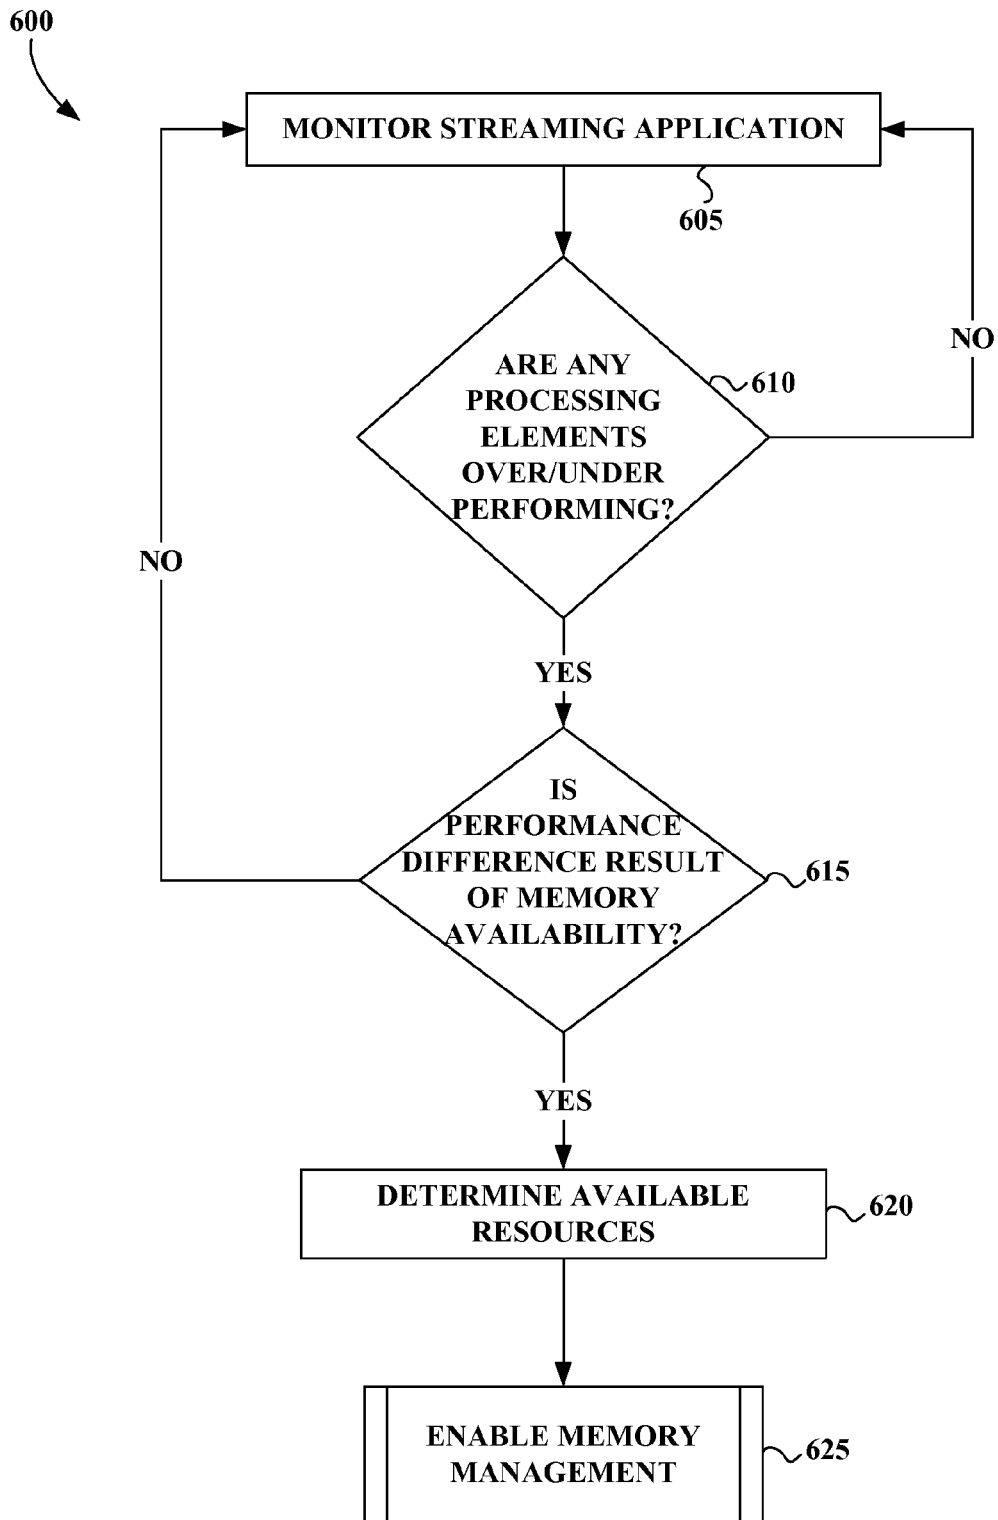 600
MONITOR STREAMING APPLICATION
605
ARE ANY
PROCESSING
ELEMENTS
OVER/UNDER
PERFORMING?
610
NO
NO
YES
IS
PERFORMANCE
DIFFERENCE RESULT
OF MEMORY
AVAILABILITY?
615
YES
DETERMINE AVAILABLE
RESOURCES
620
ENABLE MEMORY
MANAGEMENT
625